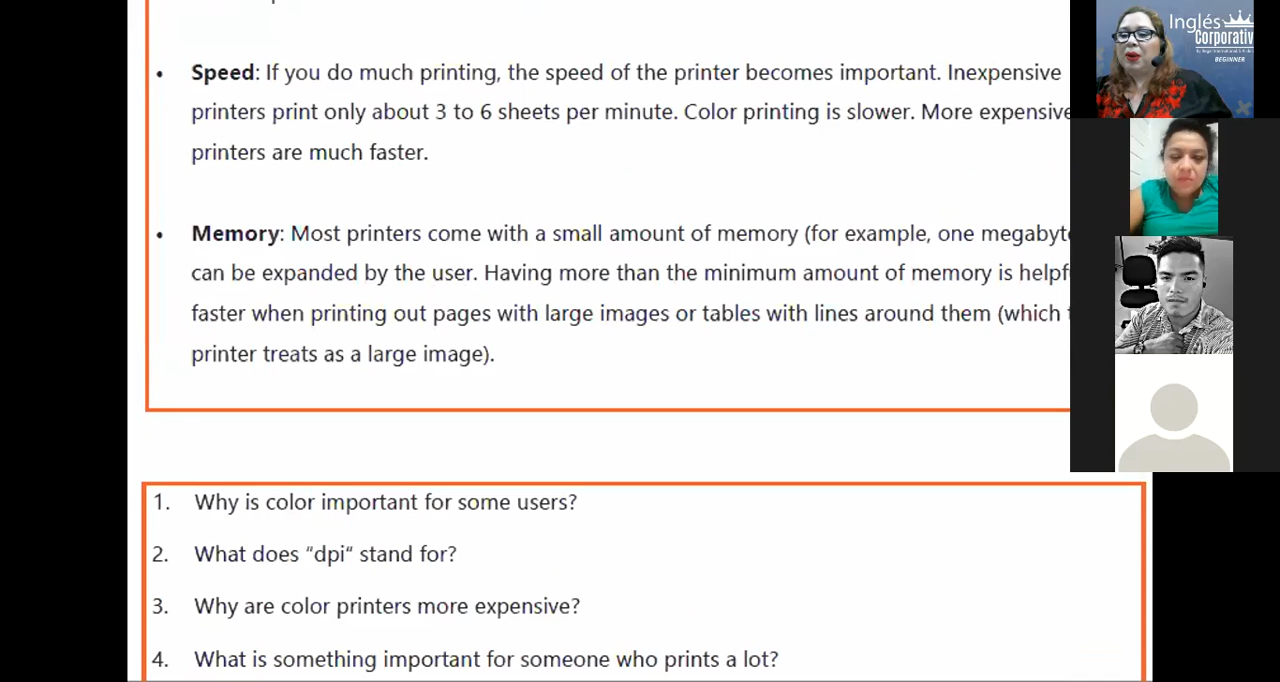 • Speed: If you do much printing, the speed of the printer becomes important. Inexpensive
printers print only about 3 to 6 sheets per minute. Color printing is slower. More expensive
printers are much faster.
• Memory: Most printers come with a small amount of memory (for example, one megabyt
can be expanded by the user. Having more than the minimum amount of memory is helpf
faster when printing out pages with large images or tables with lines around them (which
printer treats as a large image).
1. Why is color important for some users?
2. What does “dpi“ stand for?
3. Why are color printers more expensive?
4. What is something important for someone who prints a lot?
Inglés
Corporativ
BEGINNER